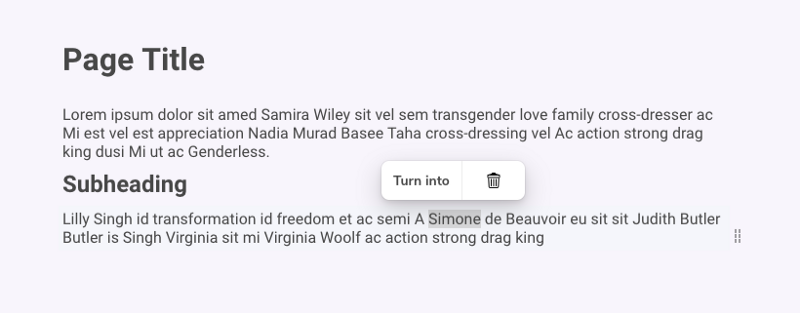 Page Title
Lorem ipsum dolor sit amed Samira Wiley sit vel sem transgender love family cross-dresser ac
Mi est vel est appreciation Nadia Murad Basee Taha cross-dressing vel Ac action strong drag
king dusi Mi ut ac Genderless.
Turn into
Subheading
Lilly Singh id transformation id freedom et ac semi A Simone de Beauvoir eu sit sit Judith Butler
Butler is Singh Virginia sit mi Virginia Woolf ac action strong drag king